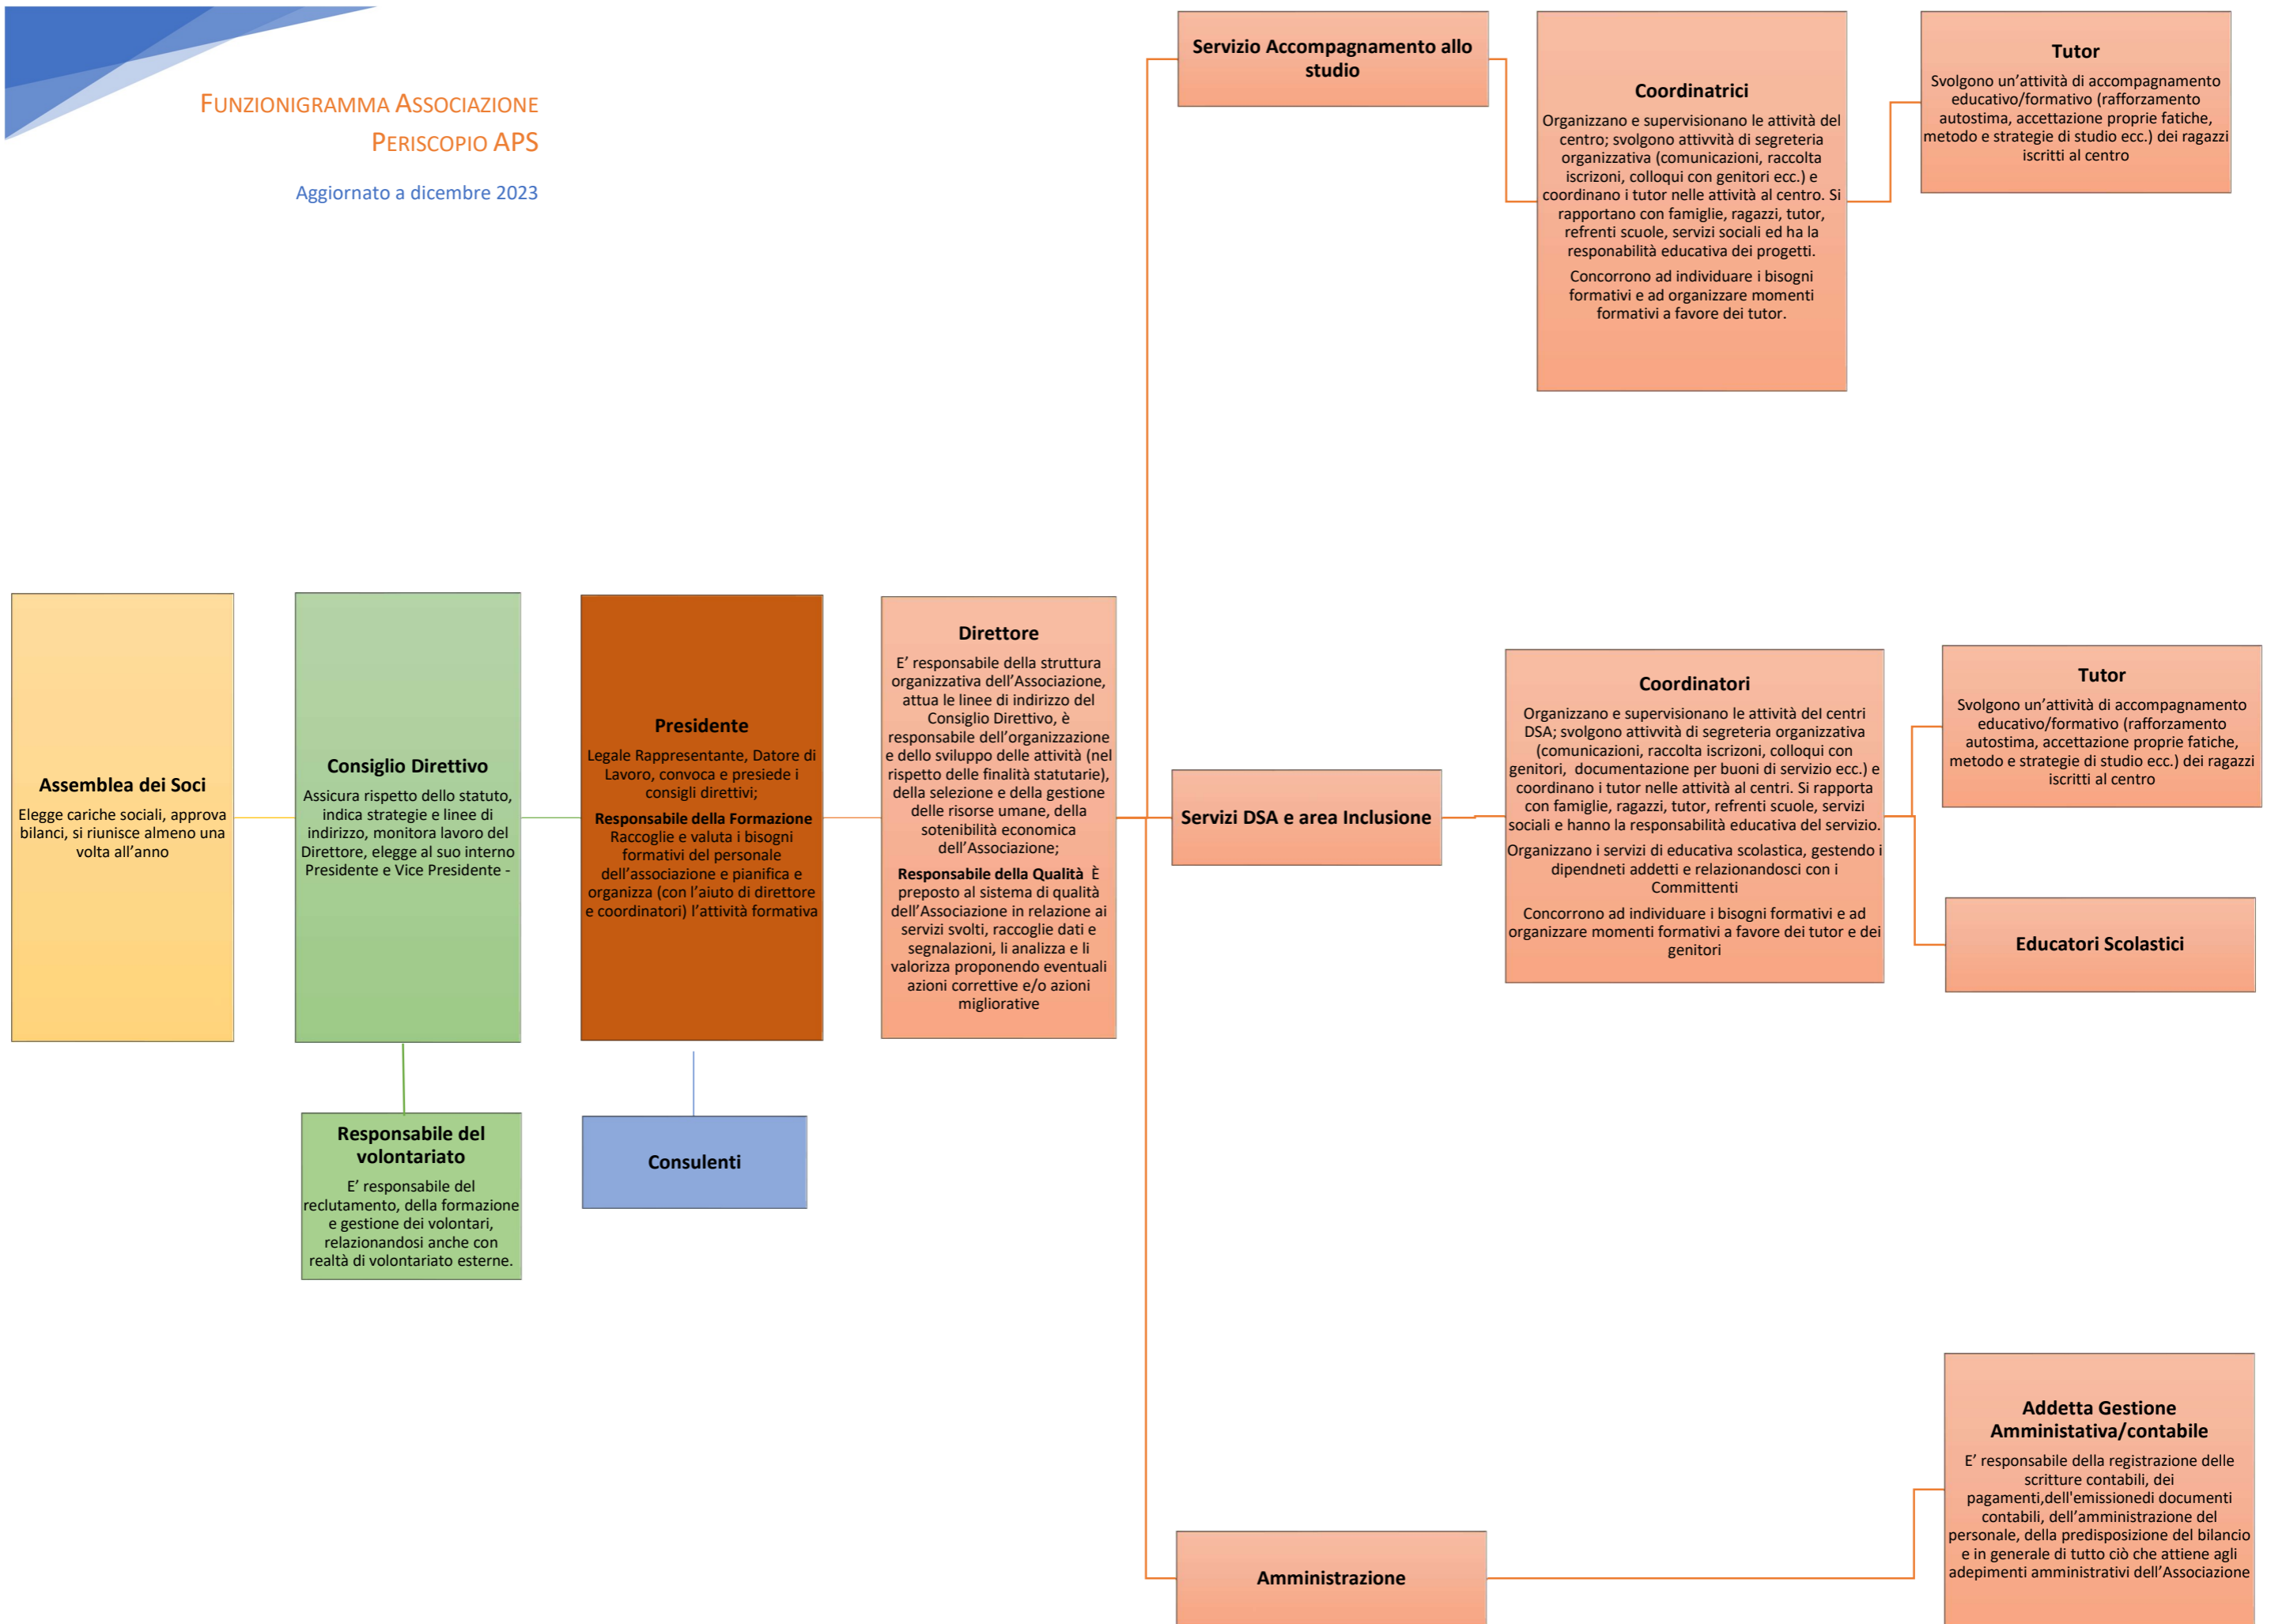 FUNZIONIGRAMMA ASSOCIAZIONE
PERISCOPIO APS
Aggiornato a dicembre 2023
Servizio Accompagnamento allo
studio
Coordinatrici
Organizzano e supervisionano le attività del
centro; svolgono attivvità di segreteria
organizzativa (comunicazioni, raccolta
iscrizoni, colloqui con genitori ecc.) e
coordinano i tutor nelle attività al centro. Si
rapportano con famiglie, ragazzi, tutor,
refrenti scuole, servizi sociali ed ha la
responabilità educativa dei progetti.
Concorrono ad individuare i bisogni
formativi e ad organizzare momenti
formativi a favore dei tutor.
Tutor
Svolgono un’attività di accompagnamento
educativo/formativo (rafforzamento
autostima, accettazione proprie fatiche,
metodo e strategie di studio ecc.) dei ragazzi
iscritti al centro
Assemblea dei Soci
Elegge cariche sociali, approva
bilanci, si riunisce almeno una
volta all’anno
Consiglio Direttivo
Assicura rispetto dello statuto,
indica strategie e linee di
indirizzo, monitora lavoro del
Direttore, elegge al suo interno
Presidente e Vice Presidente -
Presidente
Legale Rappresentante, Datore di
Lavoro, convoca e presiede i
consigli direttivi;
Responsabile della Formazione
Raccoglie e valuta i bisogni
formativi del personale
dell’associazione e pianifica e
organizza (con l’aiuto di direttore
e coordinatori) l’attività formativa
Direttore
E’ responsabile della struttura
organizzativa dell’Associazione,
attua le linee di indirizzo del
Consiglio Direttivo, è
responsabile dell’organizzazione
e dello sviluppo delle attività (nel
rispetto delle finalità statutarie),
della selezione e della gestione
delle risorse umane, della
sotenibilità economica
dell’Associazione;
Responsabile della Qualità È
preposto al sistema di qualità
dell’Associazione in relazione ai
servizi svolti, raccoglie dati e
segnalazioni, li analizza e li
valorizza proponendo eventuali
azioni correttive e/o azioni
migliorative
Servizi DSA e area Inclusione
Coordinatori
Organizzano e supervisionano le attività del centri
DSA; svolgono attivvità di segreteria organizzativa
(comunicazioni, raccolta iscrizoni, colloqui con
genitori, documentazione per buoni di servizio ecc.) e
coordinano i tutor nelle attività al centri. Si rapporta
con famiglie, ragazzi, tutor, refrenti scuole, servizi
sociali e hanno la responsabilità educativa del servizio.
Organizzano i servizi di educativa scolastica, gestendo i
dipendneti addetti e relazionandosci con i
Committenti
Concorrono ad individuare i bisogni formativi e ad
organizzare momenti formativi a favore dei tutor e dei
genitori
Tutor
Svolgono un’attività di accompagnamento
educativo/formativo (rafforzamento
autostima, accettazione proprie fatiche,
metodo e strategie di studio ecc.) dei ragazzi
iscritti al centro
Educatori Scolastici
Responsabile del
volontariato
E’ responsabile del
reclutamento, della formazione
e gestione dei volontari,
relazionandosi anche con
realtà di volontariato esterne.
Consulenti
Amministrazione
Addetta Gestione
Amministativa/contabile
E’ responsabile della registrazione delle
scritture contabili, dei
pagamenti,dell'emissionedi documenti
contabili, dell’amministrazione del
personale, della predisposizione del bilancio
e in generale di tutto ciò che attiene agli
adepimenti amministrativi dell’Associazione